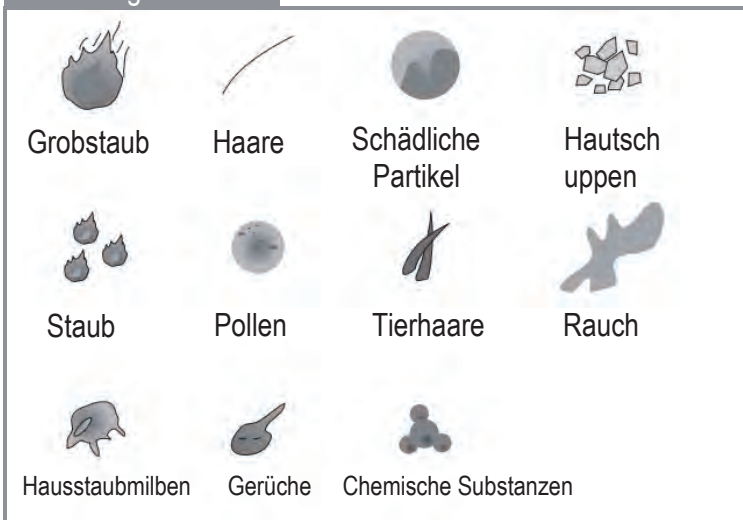 Grobstaub Haare Schädliche Partikel Hautsch uppen
Staub Pollen Tierhaare Rauch
Hausstaubmilben Gerüche Chemische Substanzen